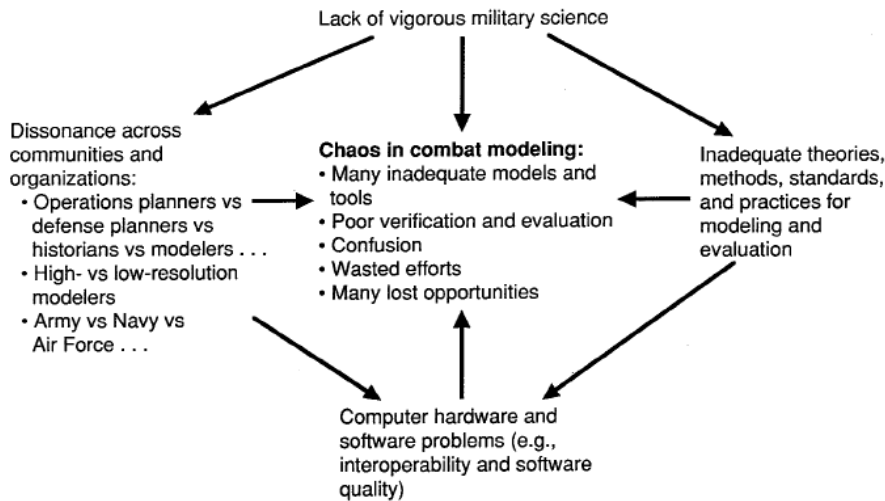 Lack of vigorous military science
Dissonance across
communities and
organizations:
• Operations planners vs
defense planners vs
historians vs modelers . . .
• High- vs low-resolution
modelers
• Army vs Navy vs
Air Force . . .
Chaos in combat modeling:
• Many inadequate models and
tools
• Poor verification and evaluation
• Confusion
• Wasted efforts
• Many lost opportunities
Inadequate theories,
methods, standards,
and practices for
modeling and
evaluation
Computer hardware and
software problems (e.g.,
interoperability and software
quality)